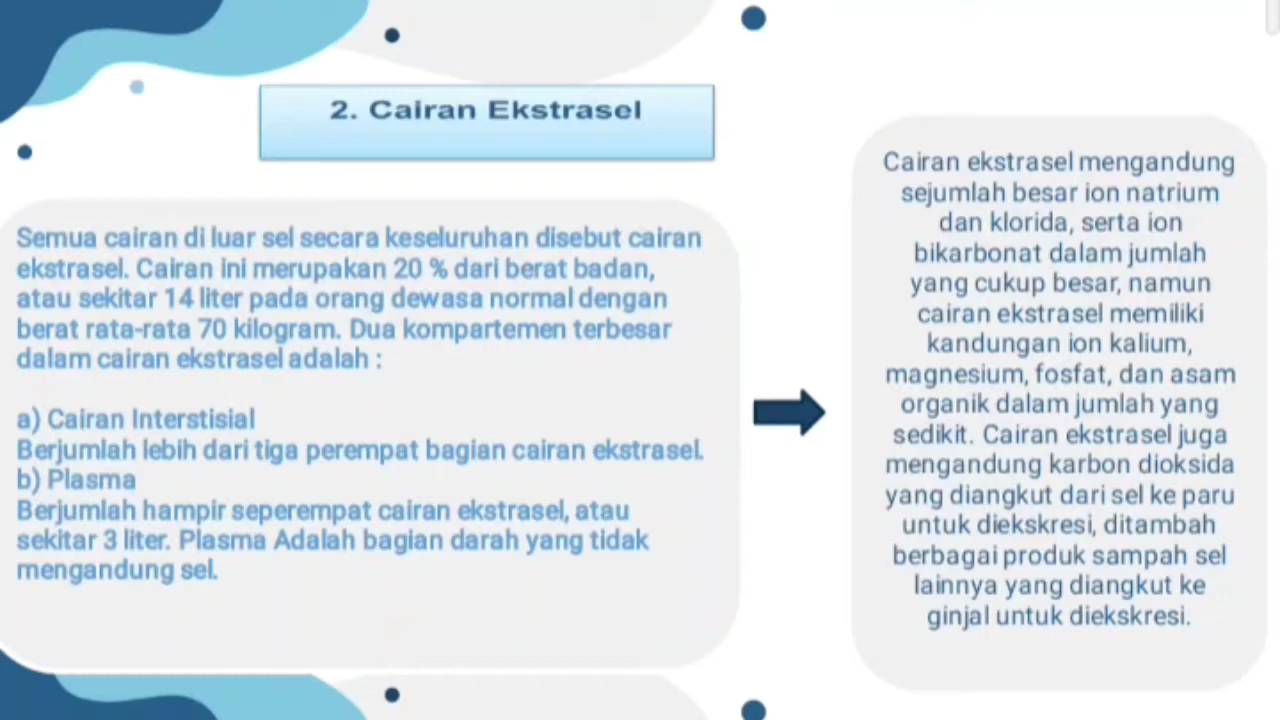 2. Cairan Ekstrasel
Semua cairan di luar sel secara keseluruhan disebut cairan
ekstrasel. Cairan ini merupakan 20 % dari berat badan,
atau sekitar 14 liter pada orang dewasa normal dengan
berat rata-rata 70 kilogram. Dua kompartemen terbesar
dalam cairan ekstrasel adalah :
a) Cairan Interstisial
Berjumlah lebih dari tiga perempat bagian cairan ekstrasel.
b) Plasma
Berjumlah hampir seperempat cairan ekstrasel, atau
sekitar 3 liter. Plasma Adalah bagian darah yang tidak
mengandung sel.
Cairan ekstrasel mengandung
sejumlah besar ion natrium
dan klorida, serta ion
bikarbonat dalam jumlah
yang cukup besar, namun
cairan ekstrasel memiliki
kandungan ion kalium,
magnesium, fosfat, dan asam
organik dalam jumlah yang
sedikit. Cairan ekstrasel juga
mengandung karbon dioksida
yang diangkut dari sel ke paru
untuk diekskresi, ditambah
berbagai produk sampah sel
lainnya yang diangkut ke
ginjal untuk diekskresi.